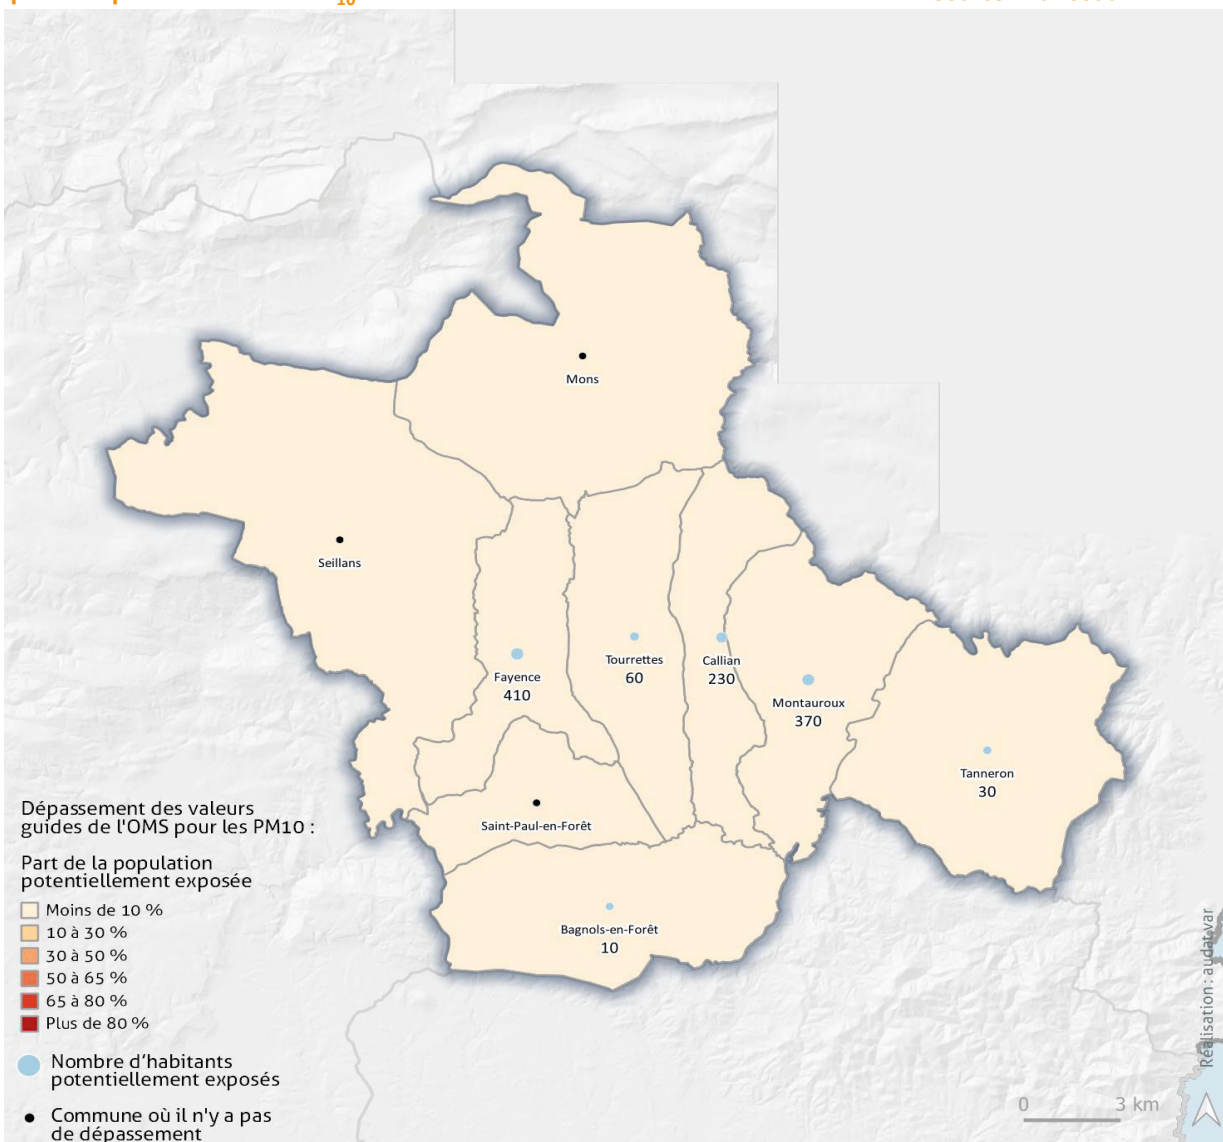 10
Mons
Seillans
Fayence
410
Tourrettes
60
Callian
230
Montauroux
370
Tanneron
30
Saint-Paul-en-Forêt
Bagnols-en-Forêt
10
Dépassement des valeurs
guides de l'OMS pour les PM10 :
Part de la population
potentiellement exposée
Moins de 10 %
10 à 30 %
30 à 50 %
50 à 65 %
65 à 80 %
Plus de 80 %
Nombre d'habitants
potentiellement exposés
Commune où il n'y a pas
de dépassement
0 3 km
Réalisation : audat.var